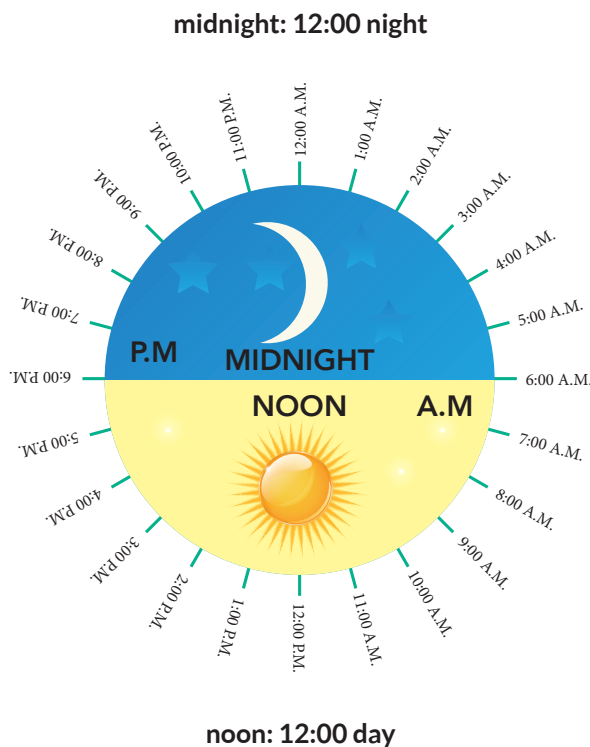 midnight: 12:00 night
12:00 A.M.
1:00 A.M.
2:00 A.M.
3:00 A.M.
4:00 A.M.
5:00 A.M.
6:00 A.M.
7:00 A.M.
8:00 A.M.
9:00 A.M.
10:00 A.M.
11:00 A.M.
12:00 P.M.
1:00 P.M.
2:00 P.M.
3:00 P.M.
4:00 P.M.
5:00 P.M.
6:00 P.M.
7:00 P.M.
8:00 P.M.
9:00 P.M.
10:00 P.M.
11:00 P.M.
P.M
MIDNIGHT
NOON
A.M
noon: 12:00 day